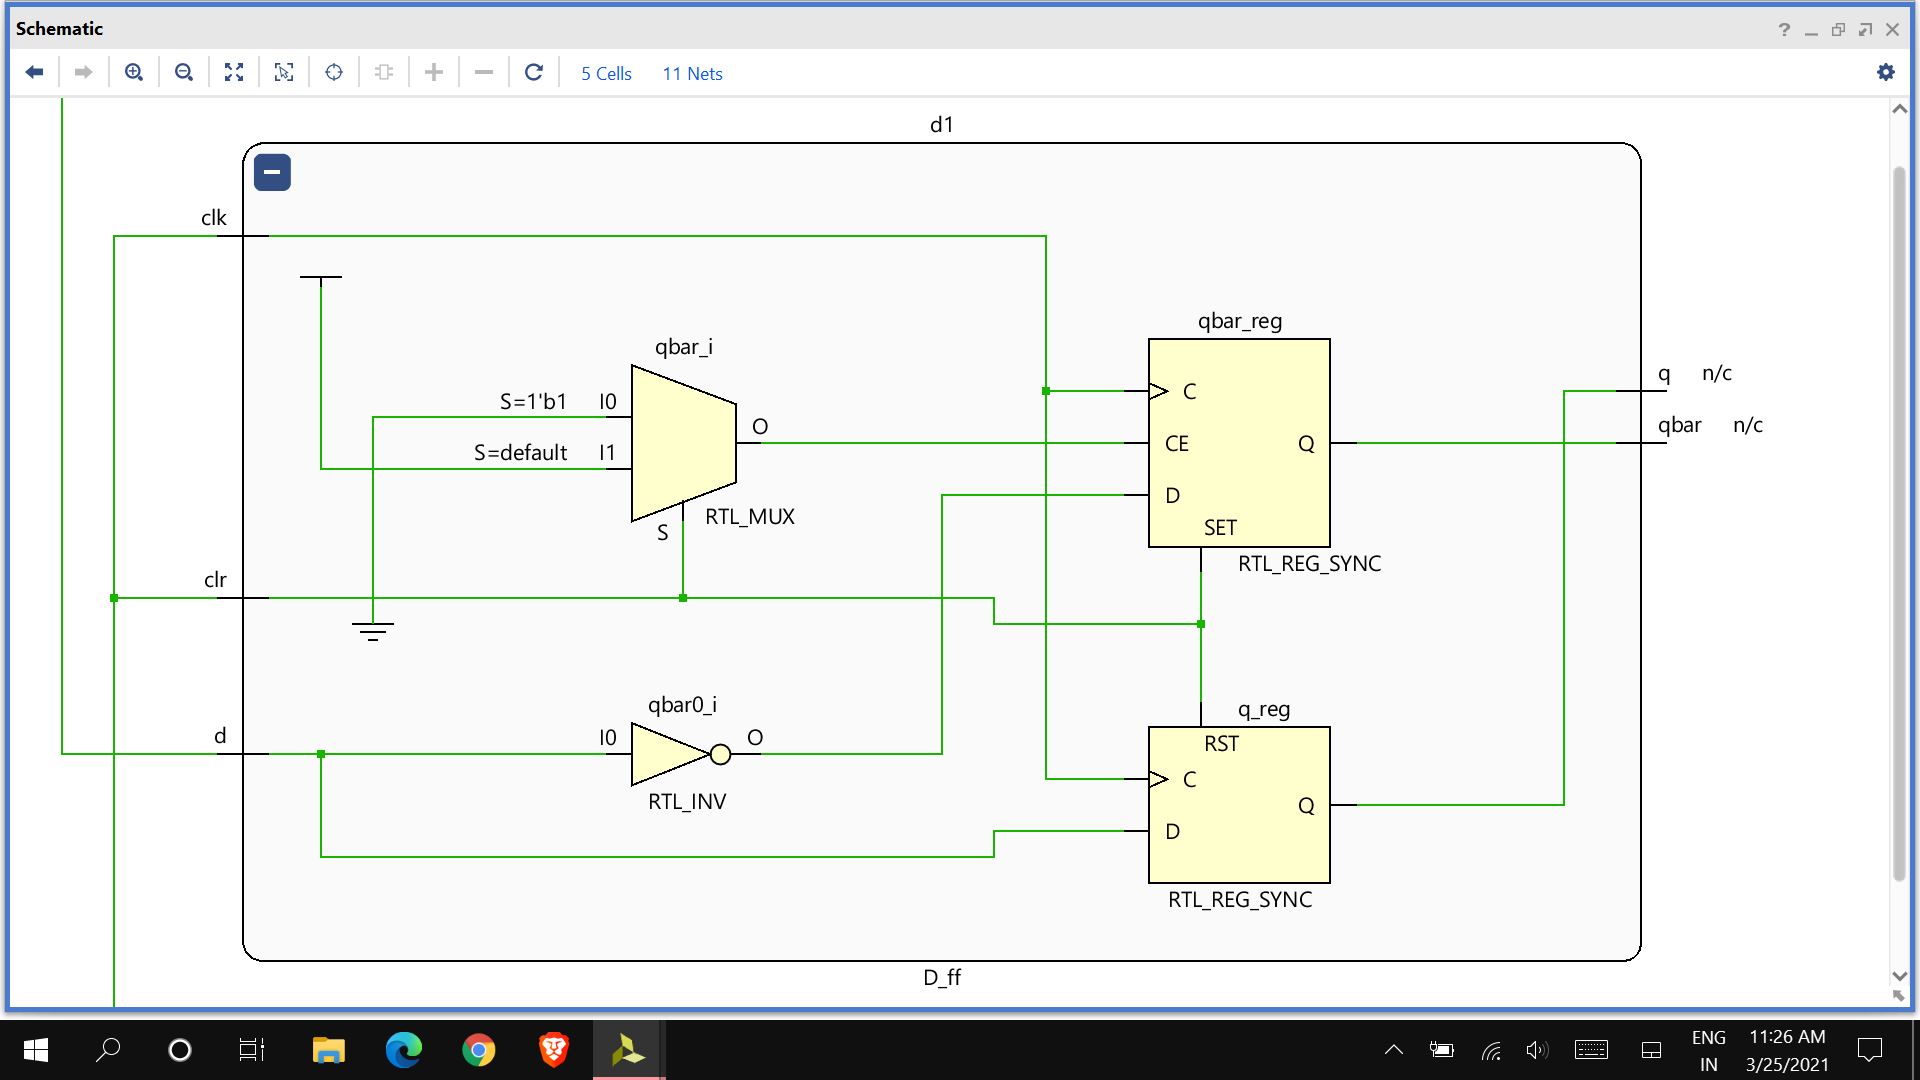 Schematic
?
5 Cells
11 Nets
d1
clk
qbar_reg
qbar_i
q n/c
C
S=1'b1 I0
O
qbar n/c
CE
Q
S=default I1
D
RTL_MUX
SET
S
RTL_REG_SYNC
clr
qbar0_i
q_reg
d
I0
O
RST
C
RTL_INV
Q
D
RTL_REG_SYNC
D_ff
ENG
IN
11:26 AM
3/25/2021